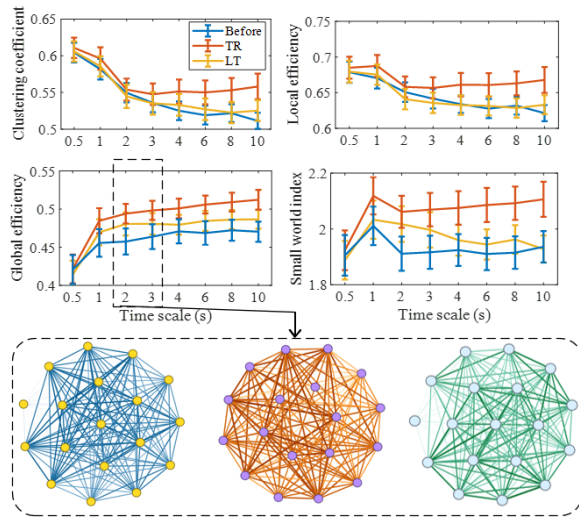 Clustering coefficient
0.65
0.6
0.55
0.5
Before
TR
LT
0.5 1 2 3 4 6 8 10
Local efficiency
0.75
0.7
0.65
0.6
0.5 1 2 3 4 6 8 10
Global efficiency
0.55
0.5
0.45
0.4
0.5 1 2 3 4 6 8 10
Time scale (s)
Small world index
2.2
2
1.8
0.5 1 2 3 4 6 8 10
Time scale (s)